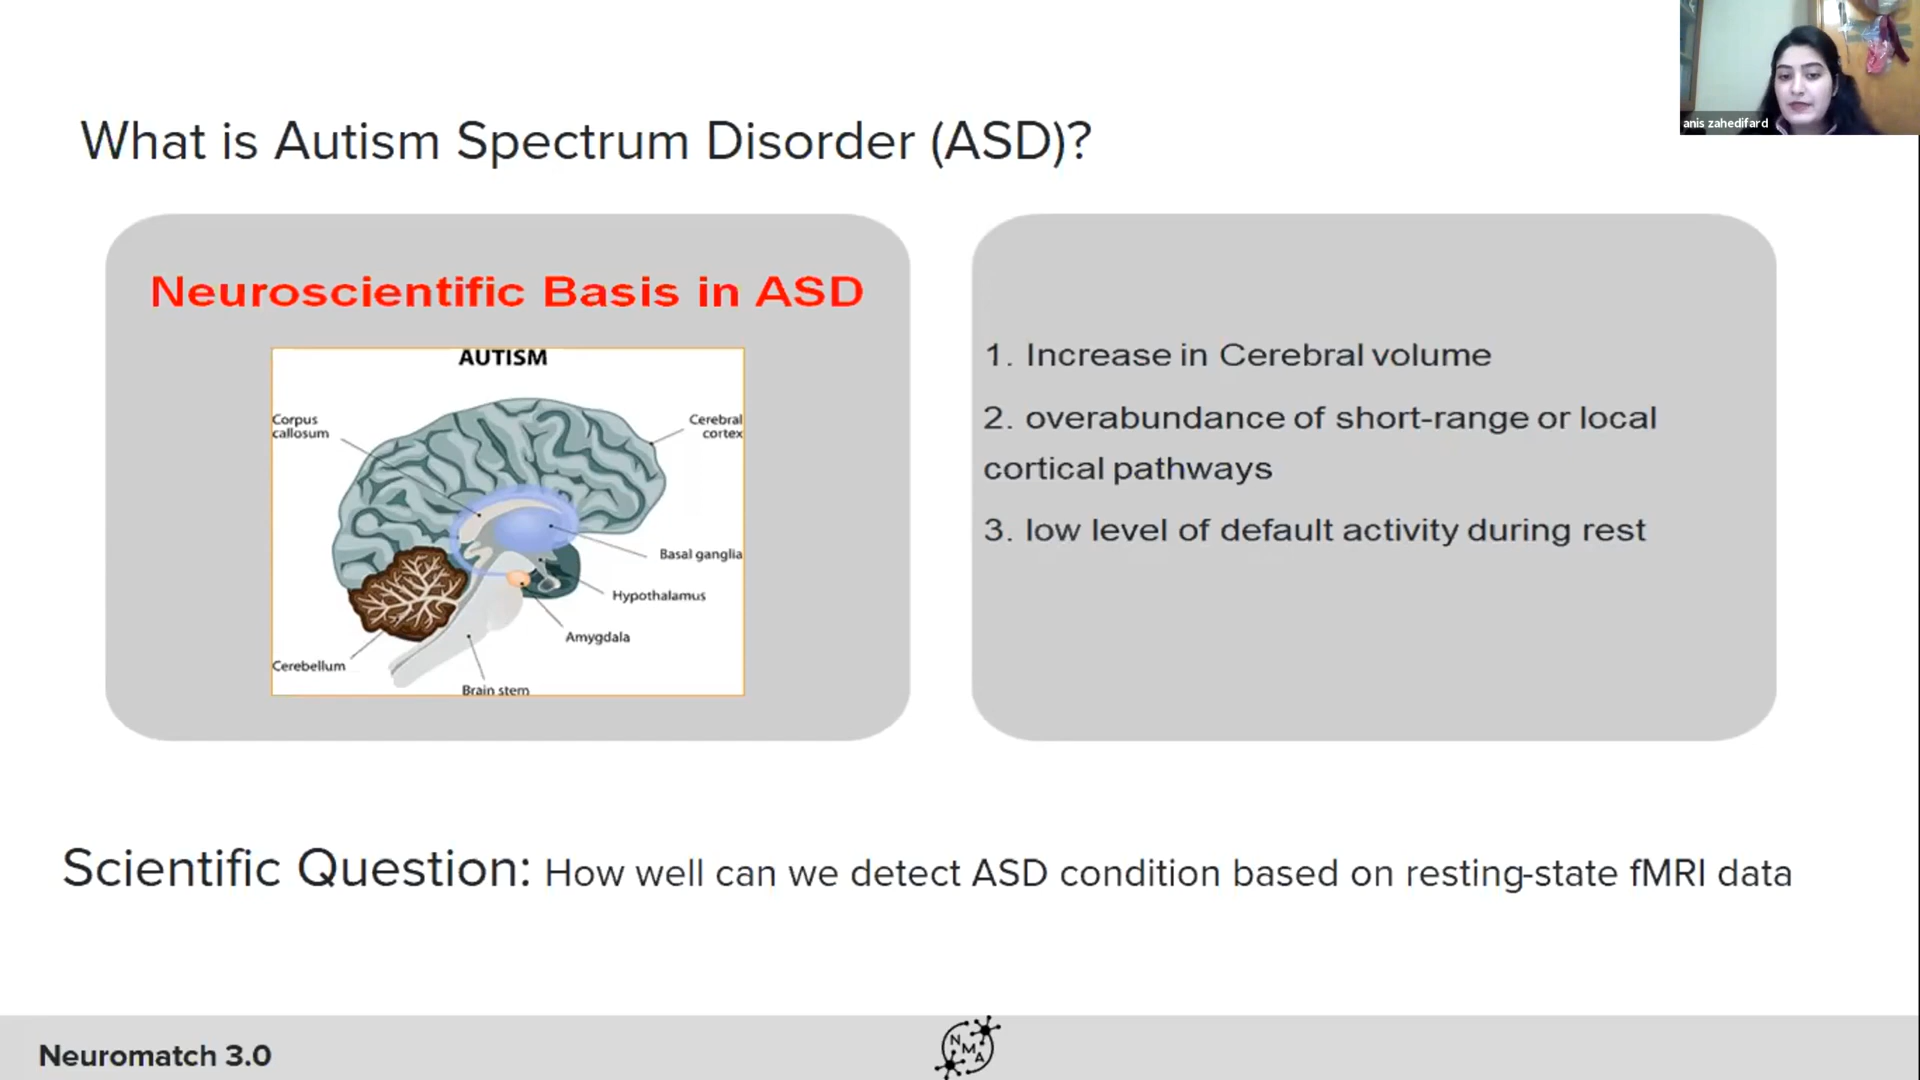 anis zahedifard
What is Autism Spectrum Disorder (ASD)?
Neuroscientific Basis in ASD
AUTISM
Corpus
callosum
Cerebral
cortex
Basal ganglia
Hypothalamus
Amygdala
Cerebellum
Brain stem
1. Increase in Cerebral volume
2. overabundance of short-range or local
cortical pathways
3. low level of default activity during rest
Scientific Question: How well can we detect ASD condition based on resting-state fMRI data
Neuromatch 3.0
NMA